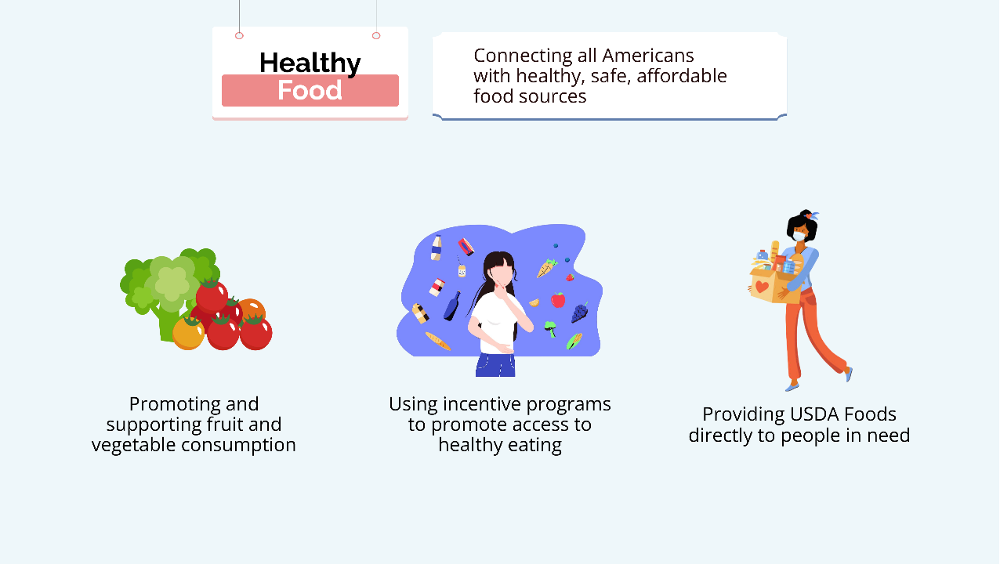 Healthy
Food
Connecting all Americans
with healthy, safe, affordable
food sources
Promoting and
supporting fruit and
vegetable consumption
Using incentive programs
to promote access to
healthy eating
Providing USDA Foods
directly to people in need